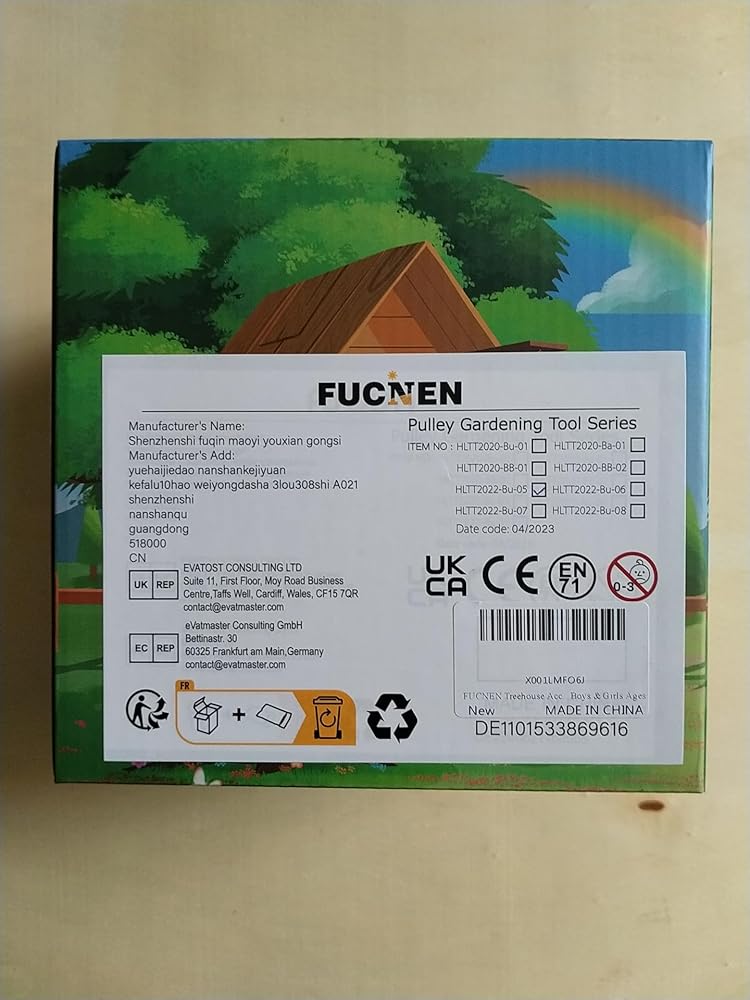 FUCNEN
Manufacturer's Name:
Shenzhenshi fuqin maoyi youxian gongsi
Manufacturer's Add:
yuehaijiedao nanshankejiyuan
kefalu10hao weiyongdasha 3lou308shi A021
shenzhenshi
nanshanqu
guangdong
518000
CN
UK REP
EVATOST CONSULTING LTD
Suite 11, First Floor, Moy Road Business
Centre,Taffs Well, Cardiff, Wales, CF15 7QR
contact@evatmaster.com
EC REP
eVatmaster Consulting GmbH
Bettinastr. 30
60325 Frankfurt am Main,Germany
contact@evatmaster.com
FR
Pulley Gardening Tool Series
ITEM NO : HLTT2020-Bu-01 HLTT2020-Ba-01
HLTT2020-BB-01 HLTT2020-BB-02
HLTT2022-Bu-05 HLTT2022-Bu-06
HLTT2022-Bu-07 HLTT2022-Bu-08
Date code: 04/2023
UK
CA
CE
EN
71
0-3
X001LMFO6J
FUCNEN Treehouse Acc...Boys & Girls Ages
New MADE IN CHINA
DE1101533869616